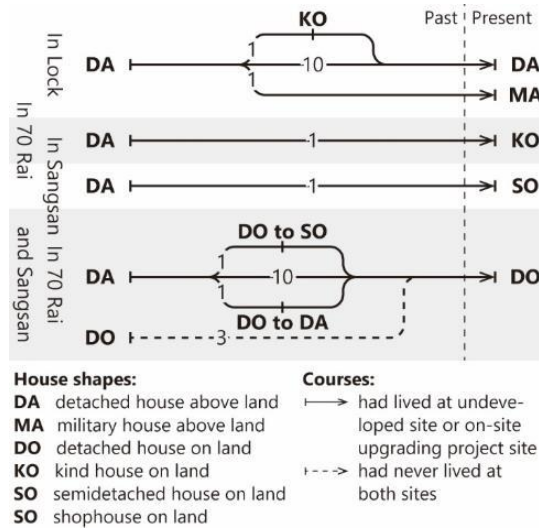 KO
Past Present
In Lock
1
DA 10 DA
1
MA
In 70 Rai
DA 1 KO
In Sangsan
DA 1 SO
In 70 Rai
and Sangsan
DO to SO
1
DA 10 DO
1
DO to DA
DO 3
House shapes:
DA detached house above land
MA military house above land
DO detached house on land
KO kind house on land
SO semidetached house on land
SO shophouse on land
Courses:
had lived at undeve-
loped site or on-site
upgrading project site
had never lived at
both sites